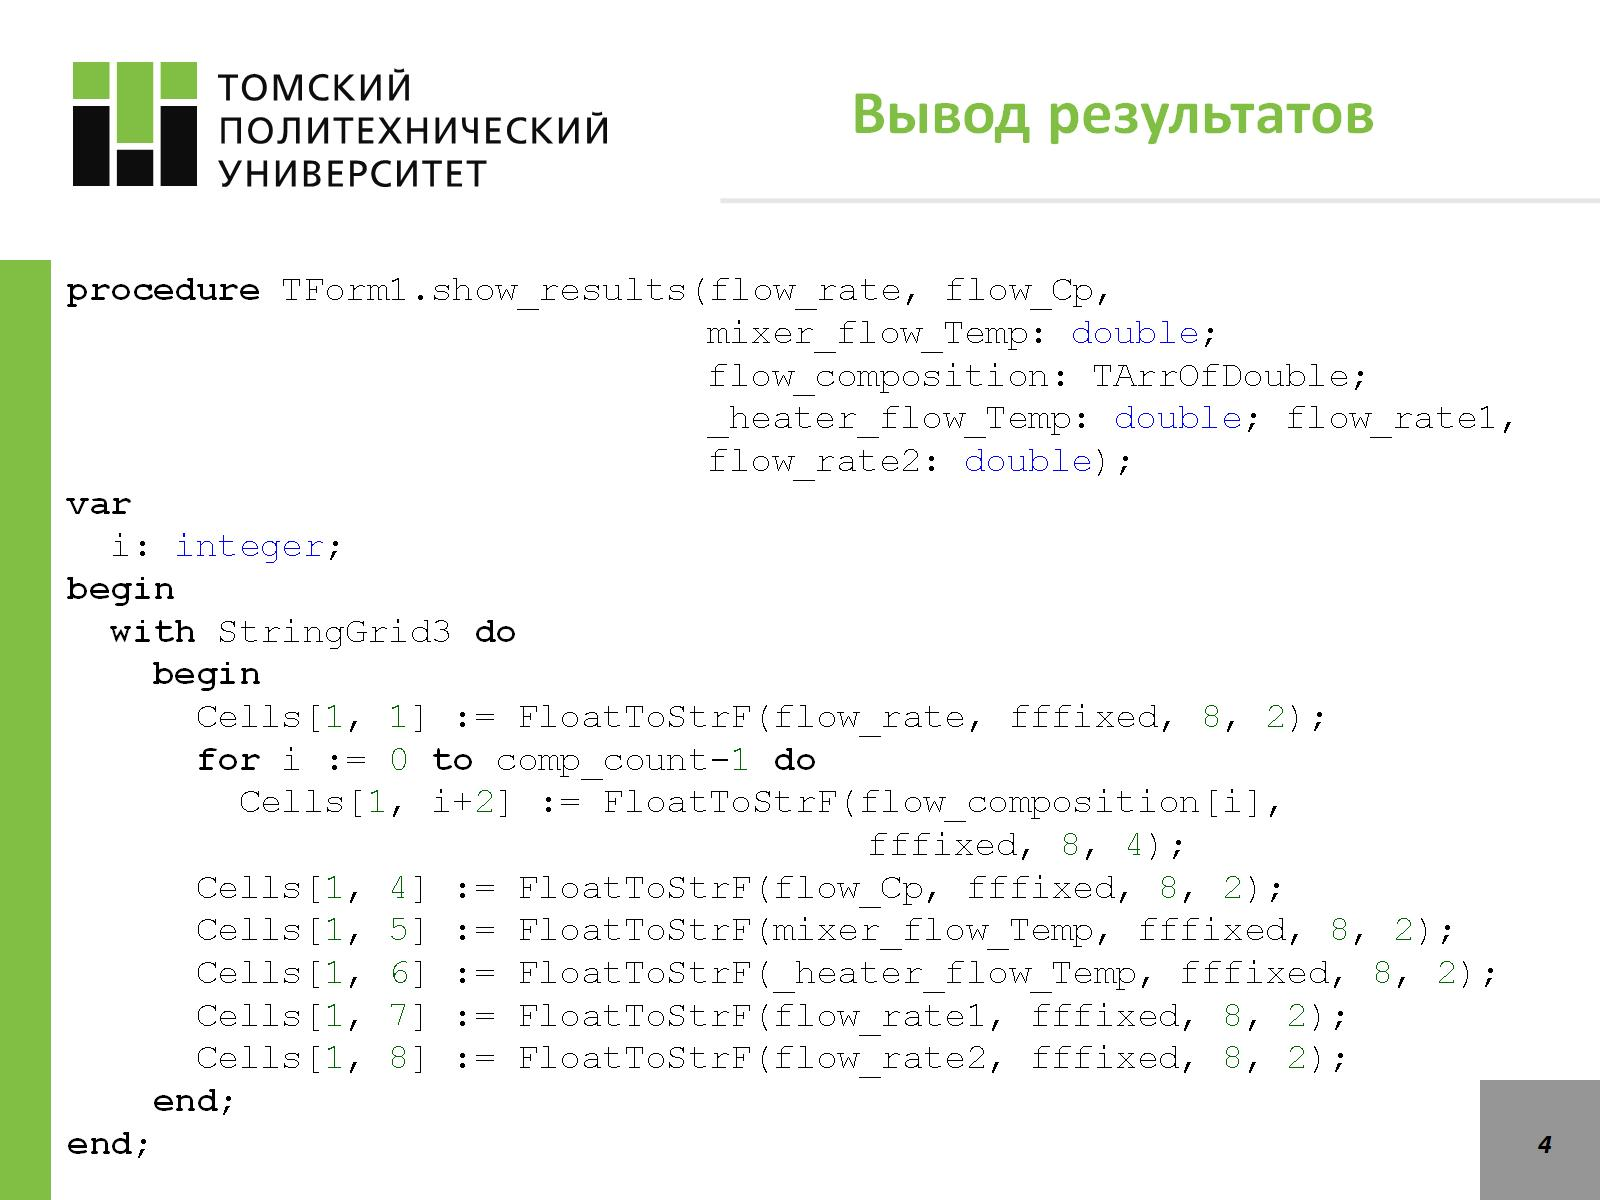 ТОМСКИЙ
ПОЛИТЕХНИЧЕСКИЙ
УНИВЕРСИТЕТ
Вывод результатов
procedure TForm1.show_results(flow_rate, flow_Cp,
                              mixer_flow_Temp: double;
                              flow_composition: TArrOfDouble;
                              _heater_flow_Temp: double; flow_rate1,
                              flow_rate2: double);
var
  i: integer;
begin
  with StringGrid3 do
    begin
      Cells[1, 1] := FloatToStrF(flow_rate, fffixed, 8, 2);
      for i := 0 to comp_count-1 do
        Cells[1, i+2] := FloatToStrF(flow_composition[i],
                                     fffixed, 8, 4);
      Cells[1, 4] := FloatToStrF(flow_Cp, fffixed, 8, 2);
      Cells[1, 5] := FloatToStrF(mixer_flow_Temp, fffixed, 8, 2);
      Cells[1, 6] := FloatToStrF(_heater_flow_Temp, fffixed, 8, 2);
      Cells[1, 7] := FloatToStrF(flow_rate1, fffixed, 8, 2);
      Cells[1, 8] := FloatToStrF(flow_rate2, fffixed, 8, 2);
    end;
end;
4